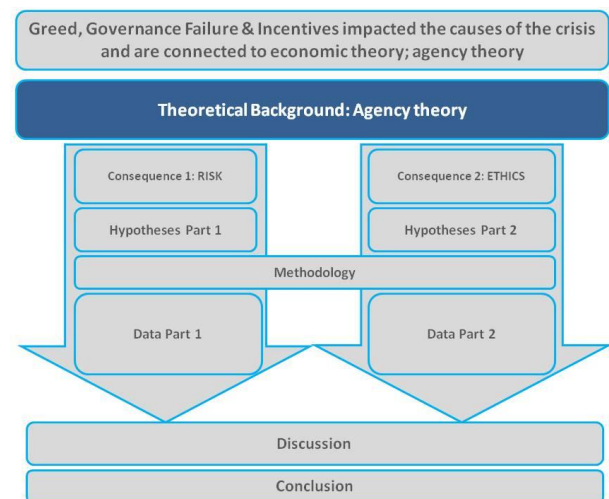 Greed, Governance Failure & Incentives impacted the causes of the crisis
and are connected to economic theory; agency theory
Theoretical Background: Agency theory
Consequence 1: RISK
Consequence 2: ETHICS
Hypotheses Part 1
Hypotheses Part 2
Methodology
Data Part 1
Data Part 2
Discussion
Conclusion